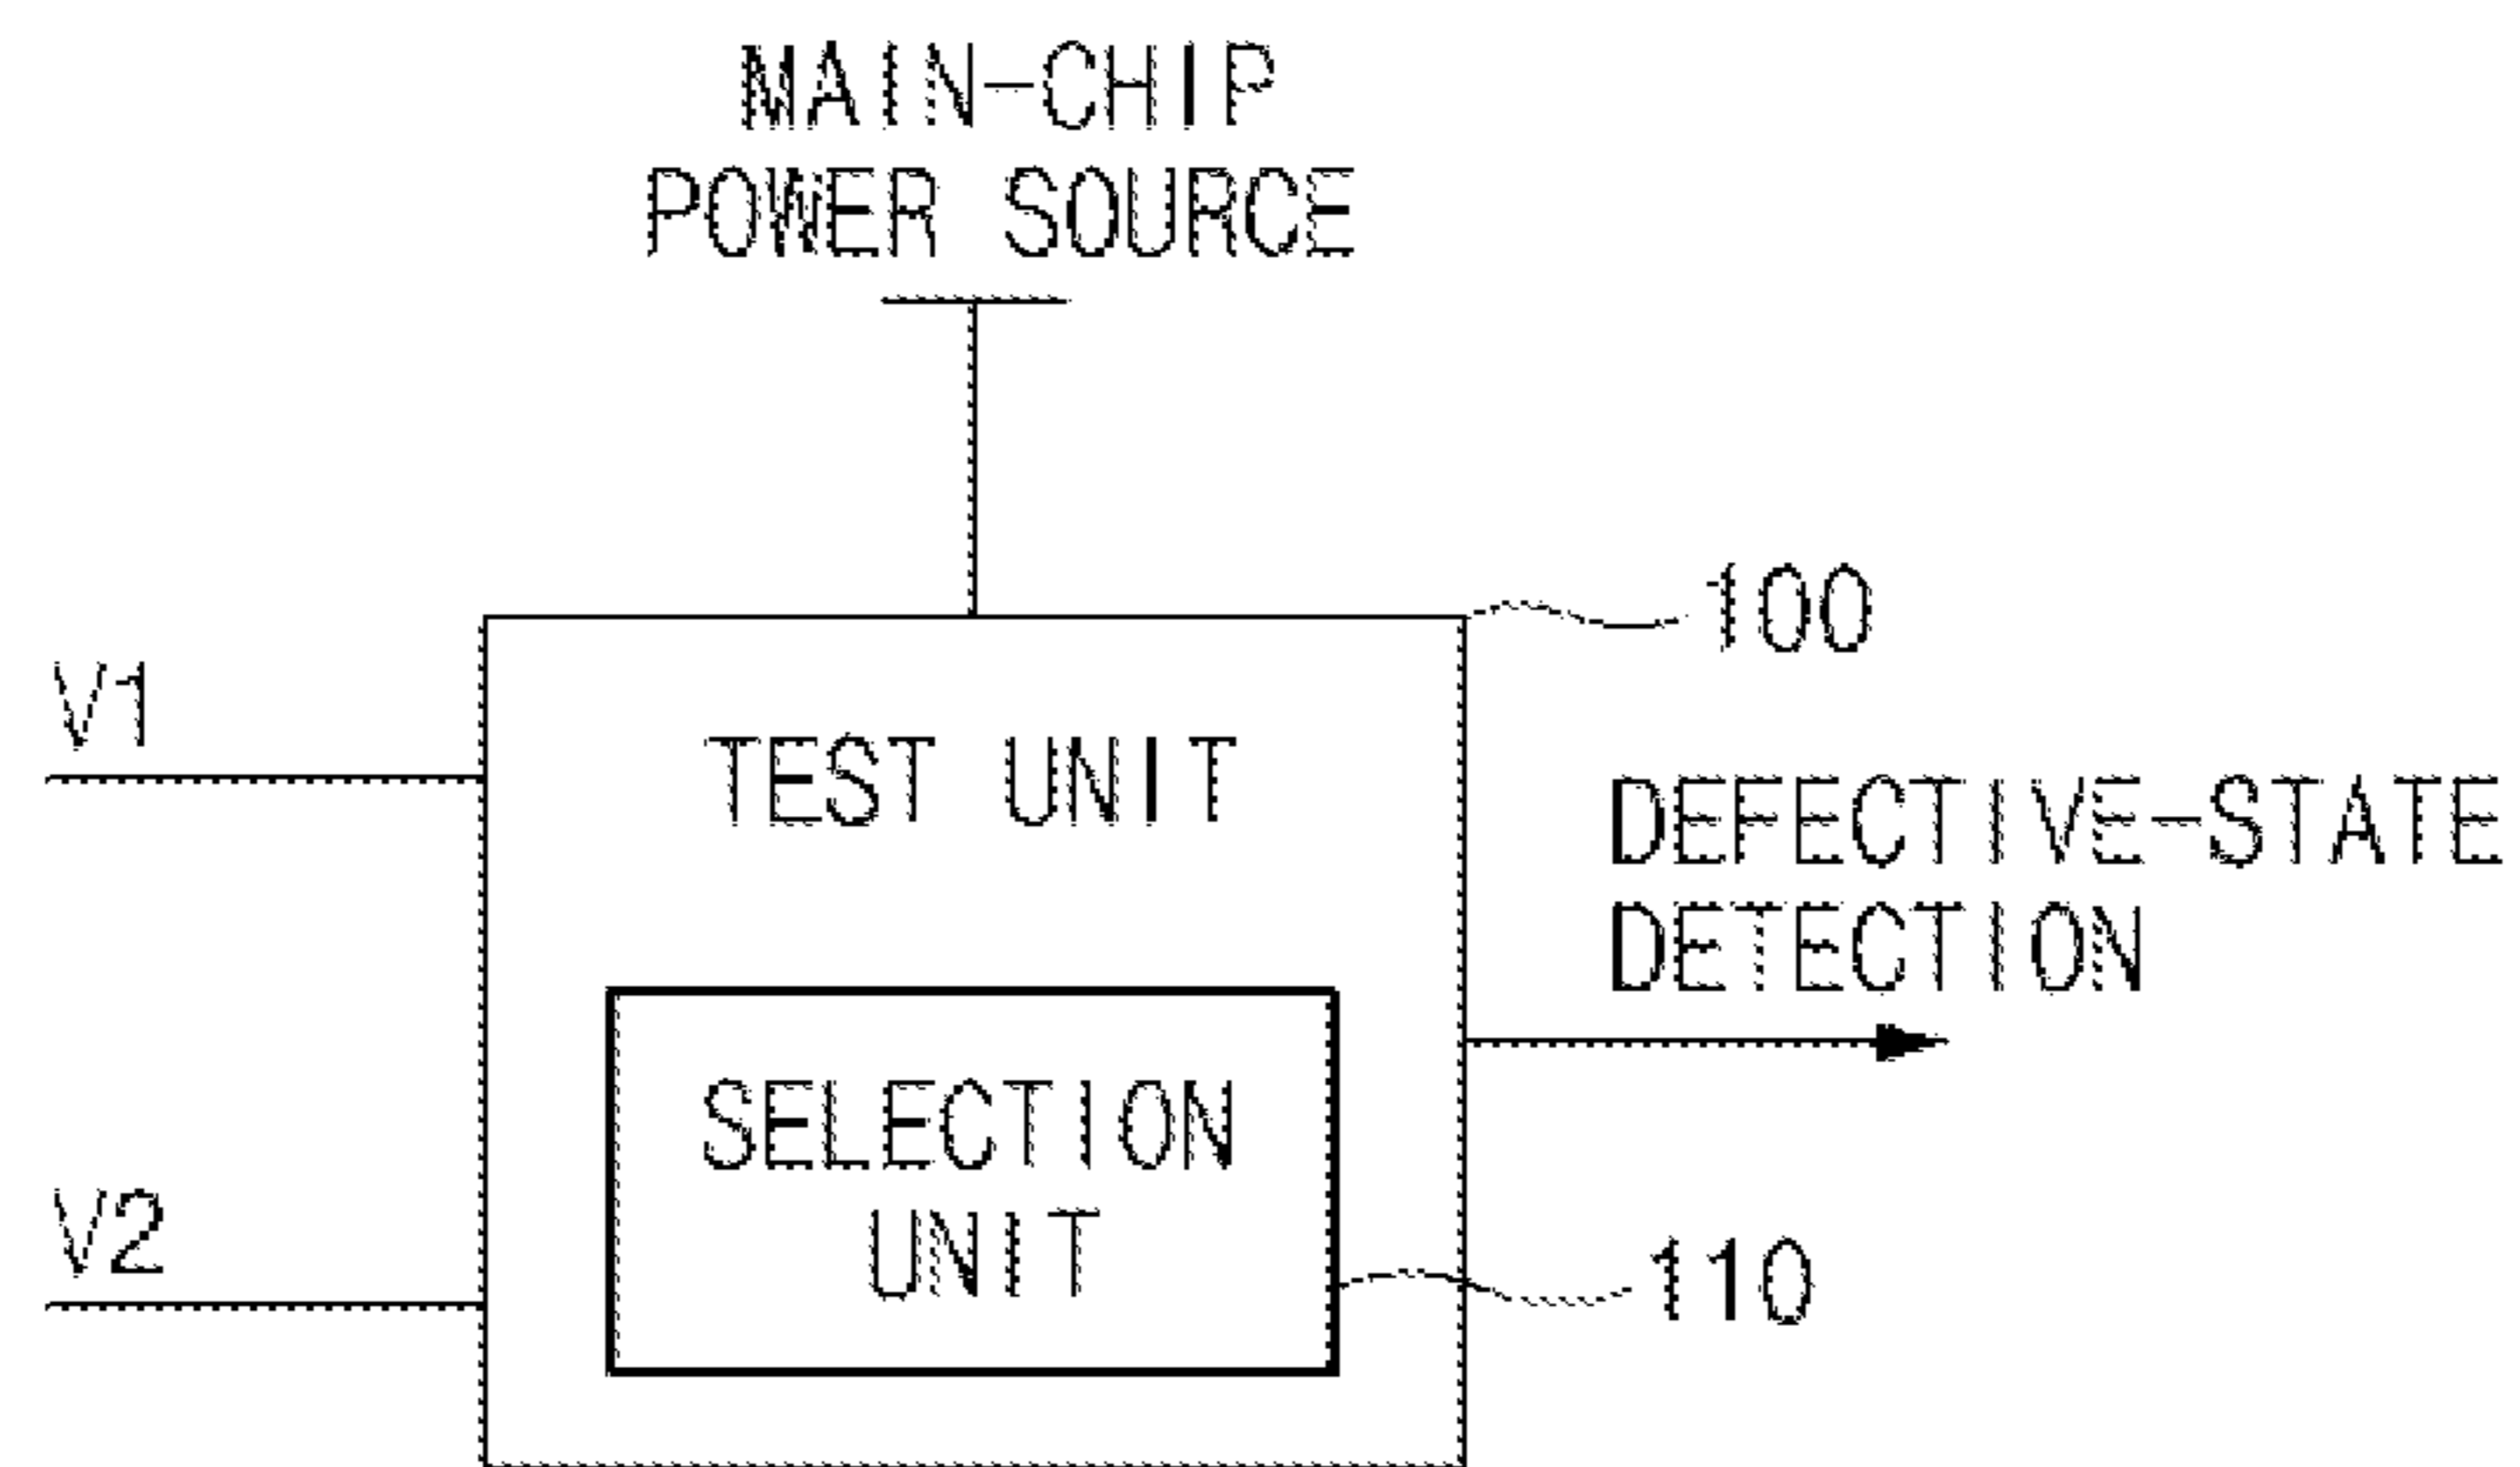 MAIN-CHIP
POWER SOURCE
100
V1
TEST UNIT
DEFECTIVE-STATE
DETECTION
SELECTION
UNIT
V2
110